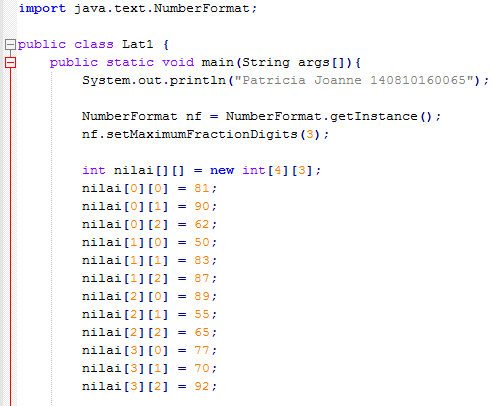 import java.text.NumberFormat;
public class Lat1 {
public static void main(String args[]){
System.out.println("Patricia Joanne 140810160065");
NumberFormat nf = NumberFormat.getInstance();
nf.setMaximumFractionDigits(3);
int nilai[][] = new int[4][3];
nilai[0][0] = 81;
nilai[0][1] = 90;
nilai[0][2] = 62;
nilai[1][0] = 50;
nilai[1][1] = 83;
nilai[1][2] = 87;
nilai[2][0] = 89;
nilai[2][1] = 55;
nilai[2][2] = 65;
nilai[3][0] = 77;
nilai[3][1] = 70;
nilai[3][2] = 92;